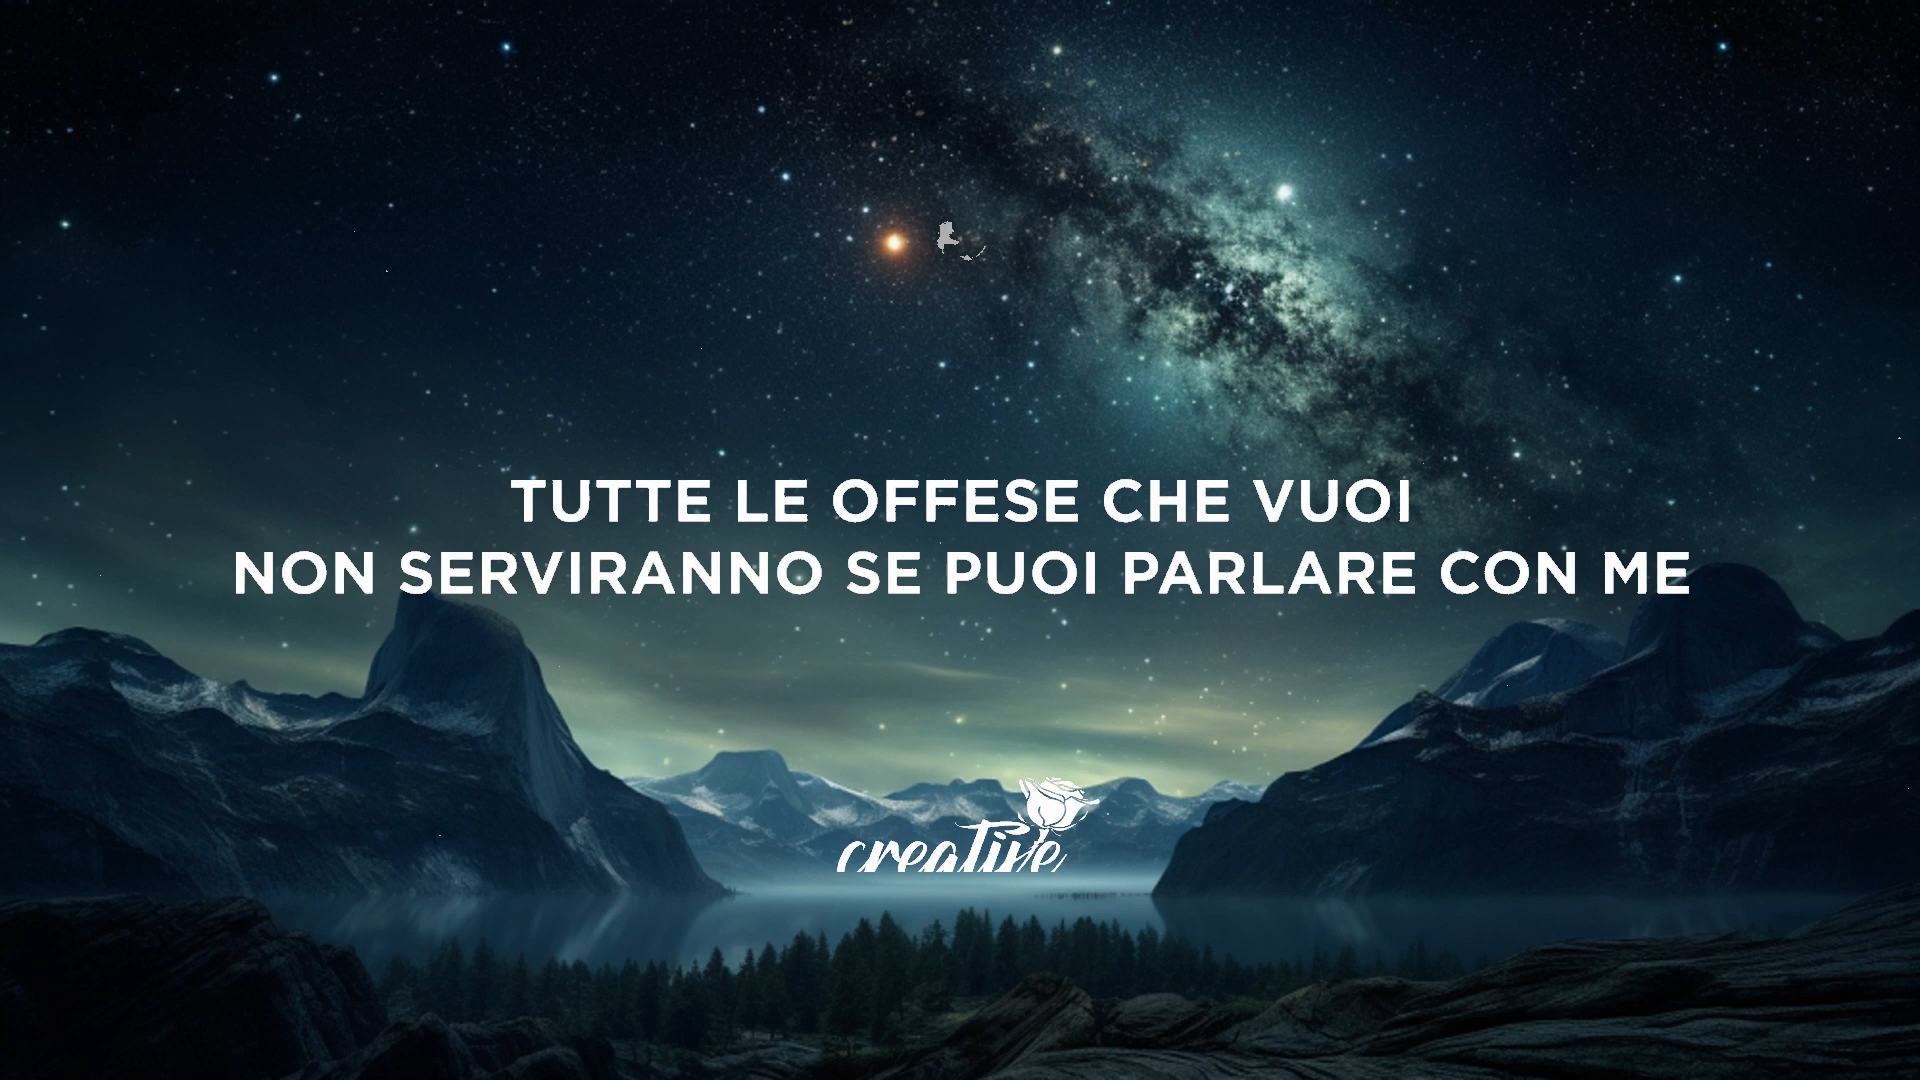 TUTTE LE OFFESE CHE VUOI
NON SERVIRANNO SE PUOI PARLARE CON ME
creative